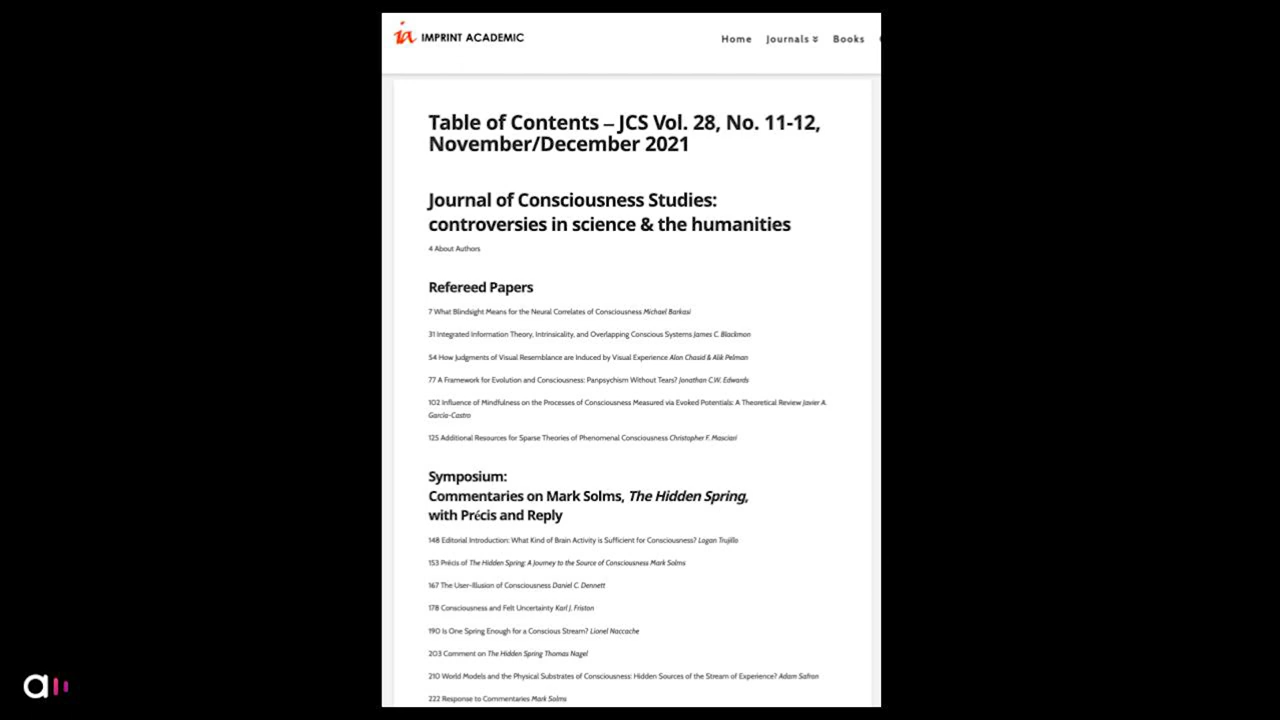 ia IMPRINT ACADEMIC
Home Journals Books
Table of Contents – JCS Vol. 28, No. 11-12,
November/December 2021
Journal of Consciousness Studies:
controversies in science & the humanities
4 About Authors
Refereed Papers
7 What Blindsight Means for the Neural Correlates of Consciousness Michael Barkasi
31 Integrated Information Theory, Intrinsicality, and Overlapping Conscious Systems James C. Blackmon
54 How Judgments of Visual Resemblance are Induced by Visual Experience Alon Chasid & Alik Pelman
77 A Framework for Evolution and Consciousness: Panpsychism Without Tears? Jonathan C.W. Edwards
102 Influence of Mindfulness on the Processes of Consciousness Measured via Evoked Potentials: A Theoretical Review Javier A.
García-Castro
125 Additional Resources for Sparse Theories of Phenomenal Consciousness Christopher F. Masciari
Symposium:
Commentaries on Mark Solms, The Hidden Spring,
with Précis and Reply
148 Editorial Introduction: What Kind of Brain Activity is Sufficient for Consciousness? Logan Trujillo
153 Précis of The Hidden Spring: A Journey to the Source of Consciousness Mark Solms
167 The User-Illusion of Consciousness Daniel C. Dennett
178 Consciousness and Felt Uncertainty Karl J. Friston
190 Is One Spring Enough for a Conscious Stream? Lionel Naccache
203 Comment on The Hidden Spring Thomas Nagel
210 World Models and the Physical Substrates of Consciousness: Hidden Sources of the Stream of Experience? Adam Safron
222 Response to Commentaries Mark Solms
a